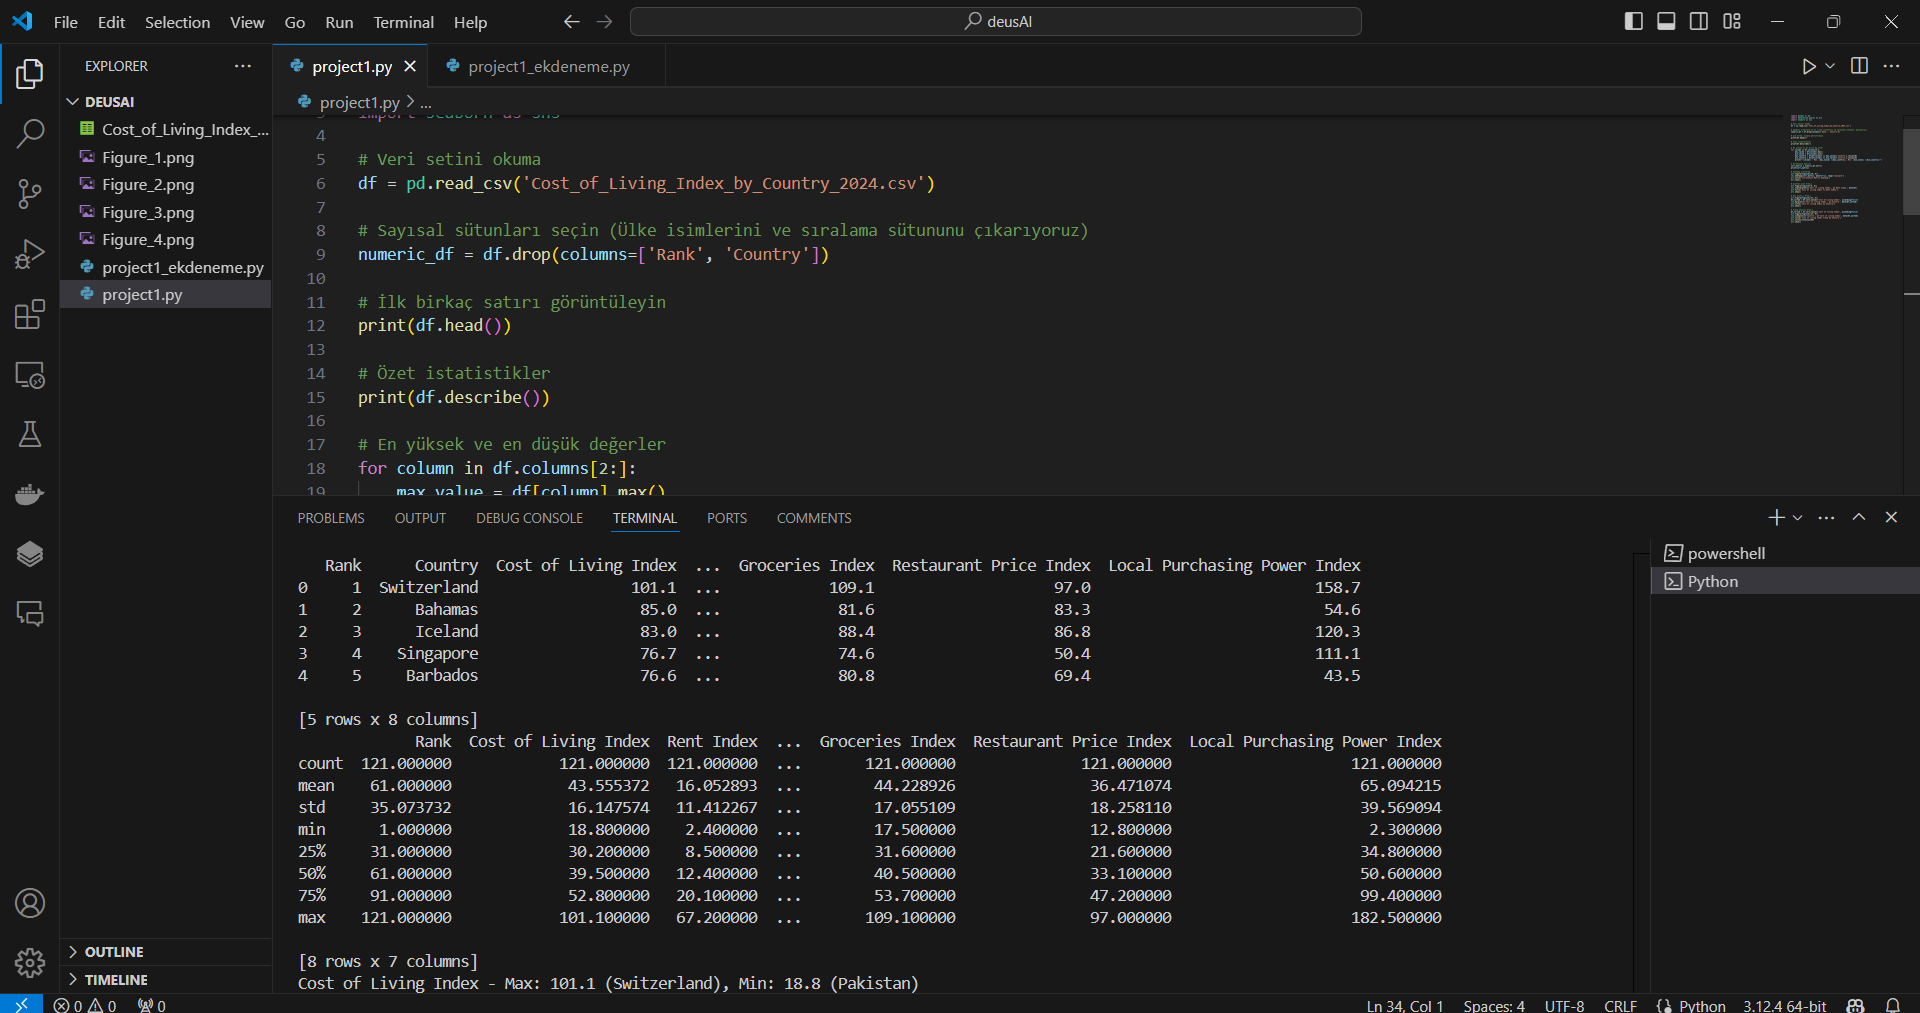 File Edit Selection View Go Run Terminal Help
deusAI
EXPLORER
DEUSAI
Cost_of_Living_Index_...
Figure_1.png
Figure_2.png
Figure_3.png
Figure_4.png
project1_ekdeneme.py
project1.py
OUTLINE
TIMELINE
project1.py
project1_ekdeneme.py
project1.py > ...
3 import seaborn as sns
4
5 # Veri setini okuma
6 df = pd.read_csv('Cost_of_Living_Index_by_Country_2024.csv')
7
8 # Sayısal sütunları seçin (Ülke isimlerini ve sıralama sütununu çıkarıyoruz)
9 numeric_df = df.drop(columns=['Rank', 'Country'])
10
11 # İlk birkaç satırı görüntüleyin
12 print(df.head())
13
14 # Özet istatistikler
15 print(df.describe())
16
17 # En yüksek ve en düşük değerler
18 for column in df.columns[2:]:
19 max_value = df[column].max()
PROBLEMS OUTPUT DEBUG CONSOLE TERMINAL PORTS COMMENTS
Rank Country Cost of Living Index ... Groceries Index Restaurant Price Index Local Purchasing Power Index
0 1 Switzerland 101.1 ... 109.1 97.0 158.7
1 2 Bahamas 85.0 ... 81.6 83.3 54.6
2 3 Iceland 83.0 ... 88.4 86.8 120.3
3 4 Singapore 76.7 ... 74.6 50.4 111.1
4 5 Barbados 76.6 ... 80.8 69.4 43.5
[5 rows x 8 columns]
Rank Cost of Living Index Rent Index ... Groceries Index Restaurant Price Index Local Purchasing Power Index
count 121.000000 121.000000 121.000000 ... 121.000000 121.000000 121.000000
mean 61.000000 43.555372 16.052893 ... 44.228926 36.471074 65.094215
std 35.073732 16.147574 11.412267 ... 17.055109 18.258110 39.569094
min 1.000000 18.800000 2.400000 ... 17.500000 12.800000 2.300000
25% 31.000000 30.200000 8.500000 ... 31.600000 21.600000 34.800000
50% 61.000000 39.500000 12.400000 ... 40.500000 33.100000 50.600000
75% 91.000000 52.800000 20.100000 ... 53.700000 47.200000 99.400000
max 121.000000 101.100000 67.200000 ... 109.100000 97.000000 182.500000
[8 rows x 7 columns]
Cost of Living Index - Max: 101.1 (Switzerland), Min: 18.8 (Pakistan)
powershell
Python
0 0 0
Ln 34, Col 1 Spaces: 4 UTF-8 CRLF Python 3.12.4 64-bit